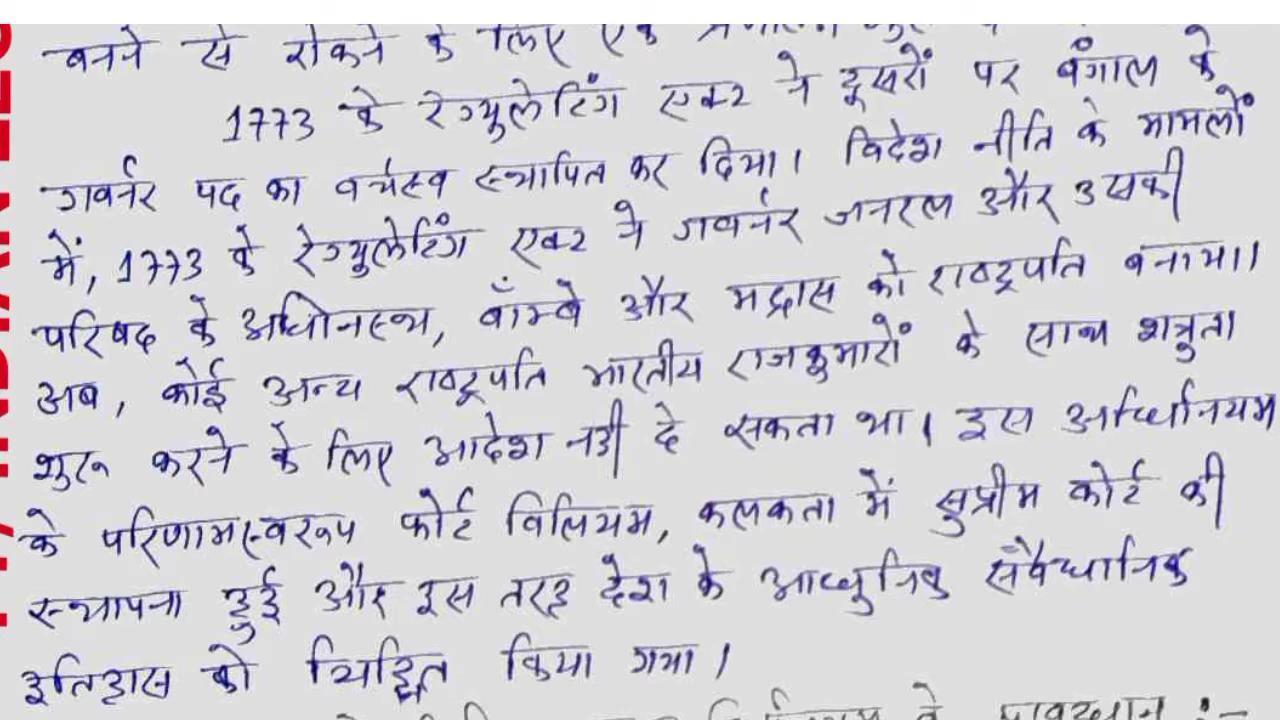 बनने से रोकने के लिए एक
1773 के रेग्युलेटिंग एक्ट ने दूसरों पर बंगाल के
गवर्नर पद का वर्चस्व स्थापित कर दिया। विदेश नीति के मामलों
में, 1773 के रेग्युलेटिंग एक्ट ने गवर्नर जनरल और उसकी
परिषद के अधीनस्थ, बॉम्बे और मद्रास को राष्ट्रपति बनाया।
अब, कोई अन्य राष्ट्रपति भारतीय राजकुमारों के साथ शत्रुता
शुरू करने के लिए आदेश नही दे सकता था। इस अधिनियम
के परिणामस्वरूप फोर्ट विलियम, कलकता में सुप्रीम कोर्ट की
स्थापना हुई और इस तरह देश के आधुनिक संवैधानिक
इतिहास को चिह्नित किया गया।
के प्रावधान :-